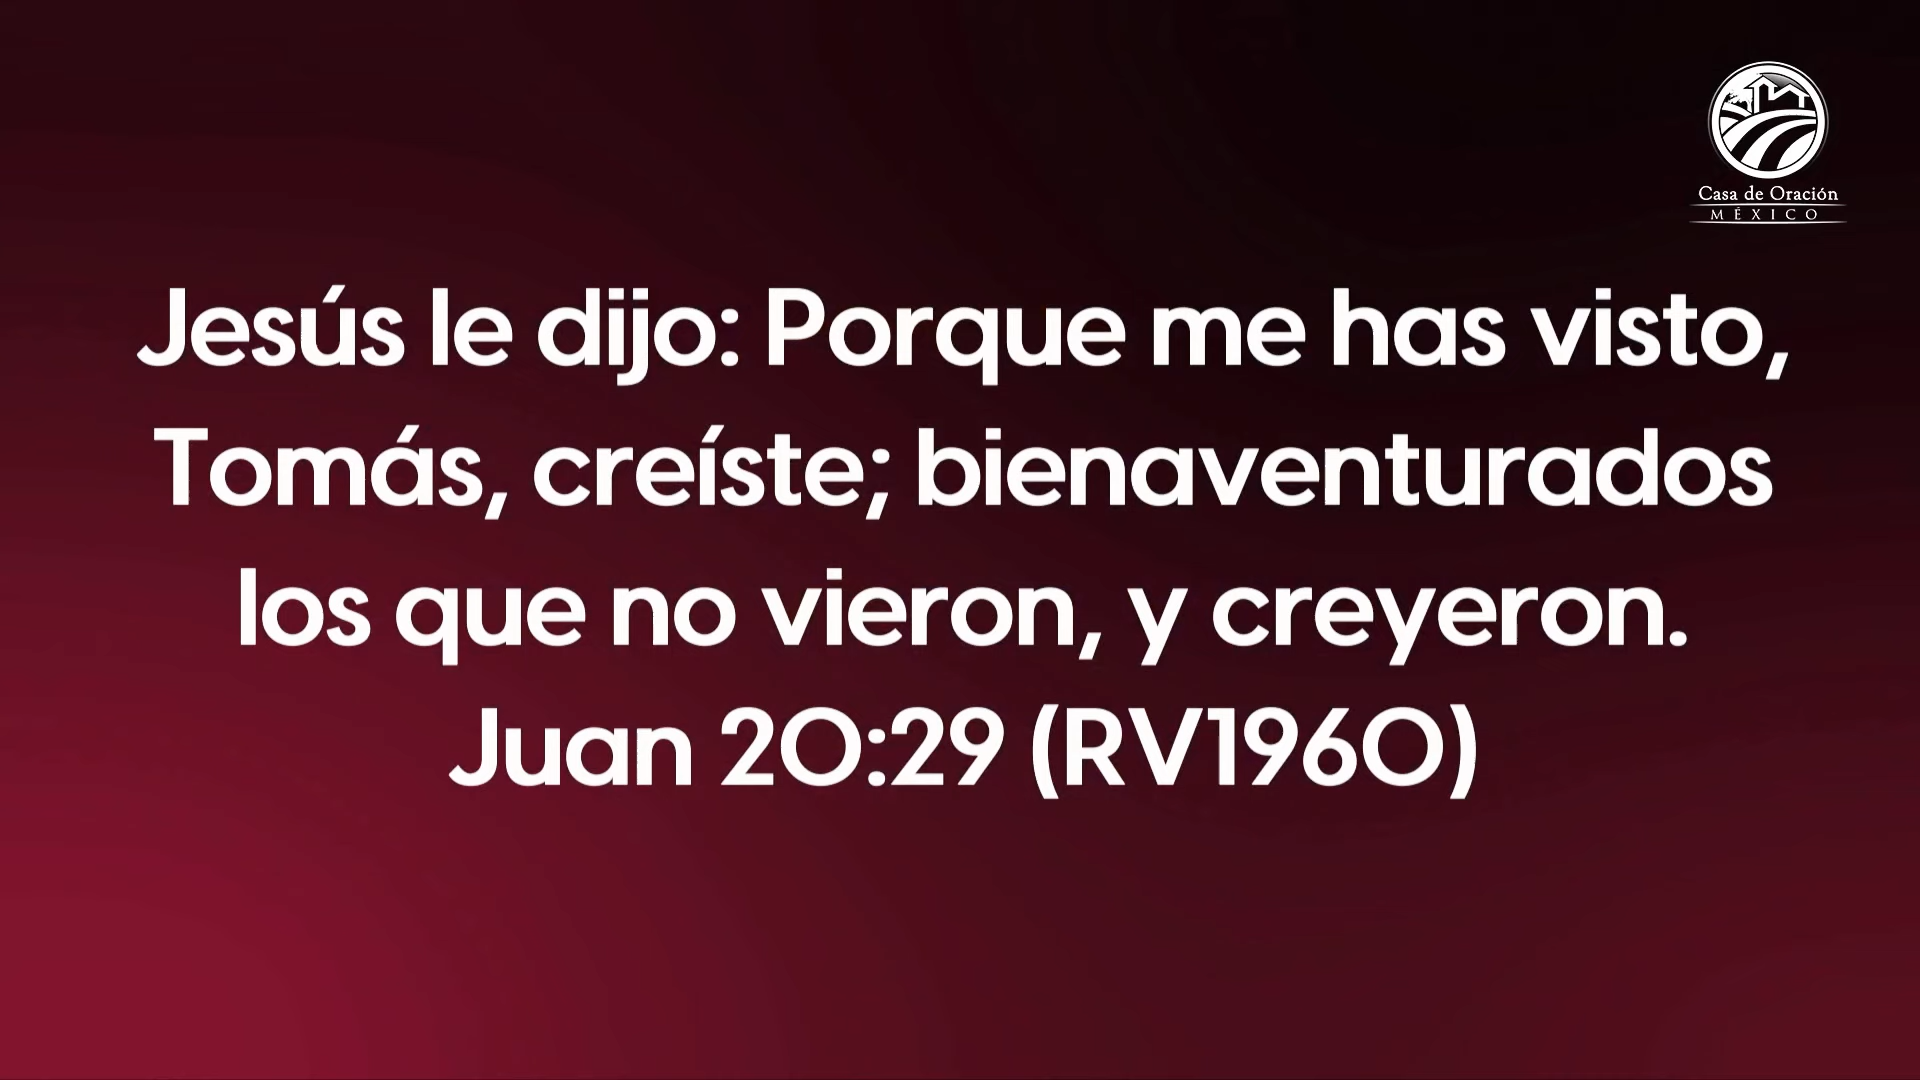 Casa de Oración
MÉXICO
Jesús le dijo: Porque me has visto,
Tomás, creíste; bienaventurados
los que no vieron, y creyeron.
Juan 20:29 (RV1960)